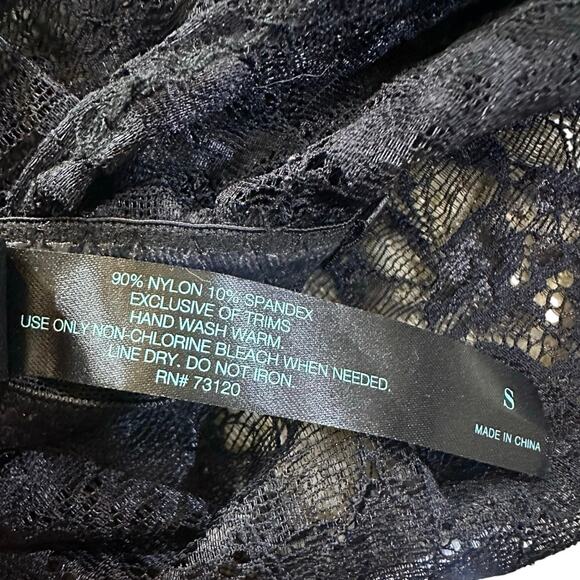 90% NYLON 10% SPANDEX
EXCLUSIVE OF TRIMS
HAND WASH WARM
USE ONLY NON-CHLORINE BLEACH WHEN NEEDED.
LINE DRY. DO NOT IRON.
RN# 73120
S
MADE IN CHINA